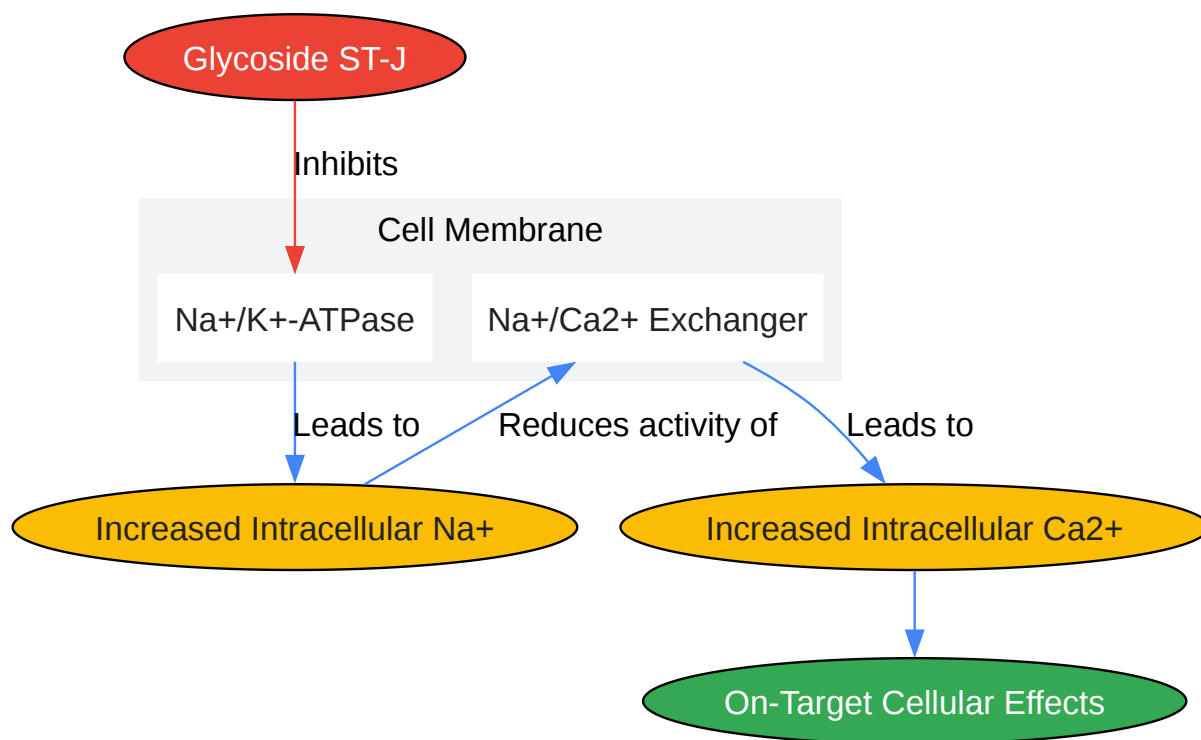 Glycoside ST-J
Inhibits
Cell Membrane
Na+/K+-ATPase
Na+/Ca2+ Exchanger
Leads to
Reduces activity of
Leads to
Increased Intracellular Na+
Increased Intracellular Ca2+
On-Target Cellular Effects